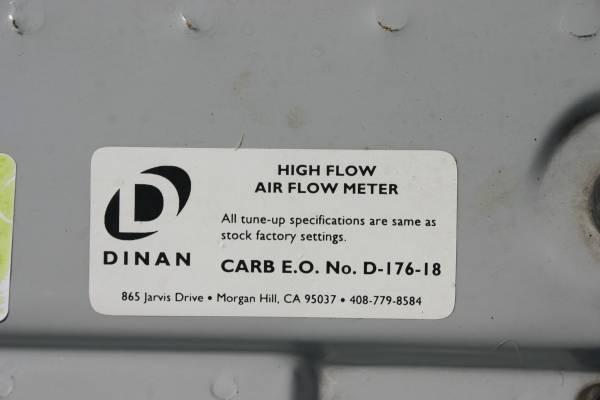 HIGH FLOW
AIR FLOW METER
All tune-up specifications are same as
stock factory settings.
D
DINAN
CARB E.O. No. D-176-18
865 Jarvis Drive • Morgan Hill, CA 95037 • 408-779-8584